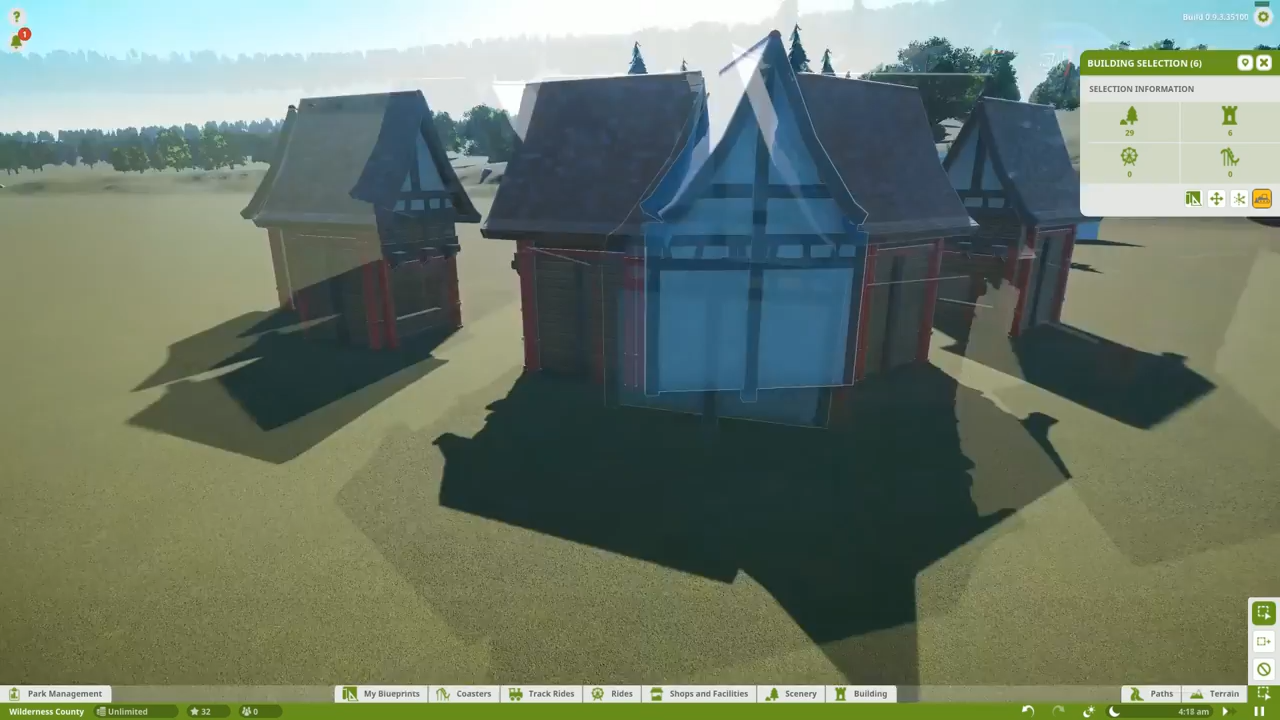 ?
1
Build 0.9.3.35100
BUILDING SELECTION (6)
SELECTION INFORMATION
29
6
0
0
Park Management
My Blueprints
Coasters
Track Rides
Rides
Shops and Facilities
Scenery
Building
Paths
Terrain
Wilderness County
Unlimited
32
0
4:18 am